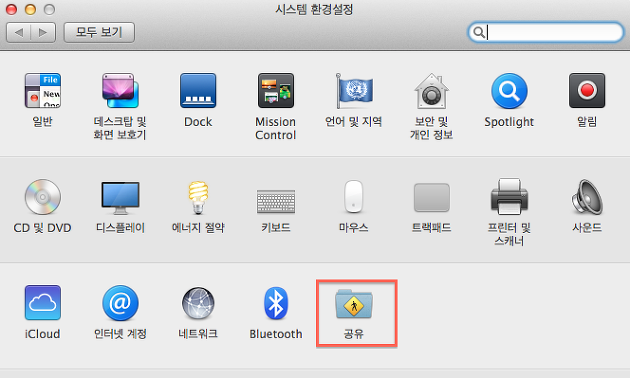 시스템 환경설정
모두 보기
File
New
Ope
일반
데스크탑 및
화면 보호기
Dock
Mission
Control
언어 및 지역
보안 및
개인 정보
Spotlight
알림
CD 및 DVD
디스플레이
에너지 절약
키보드
마우스
트랙패드
프린터 및
스캐너
사운드
iCloud
@
인터넷 계정
네트워크
Bluetooth
공유